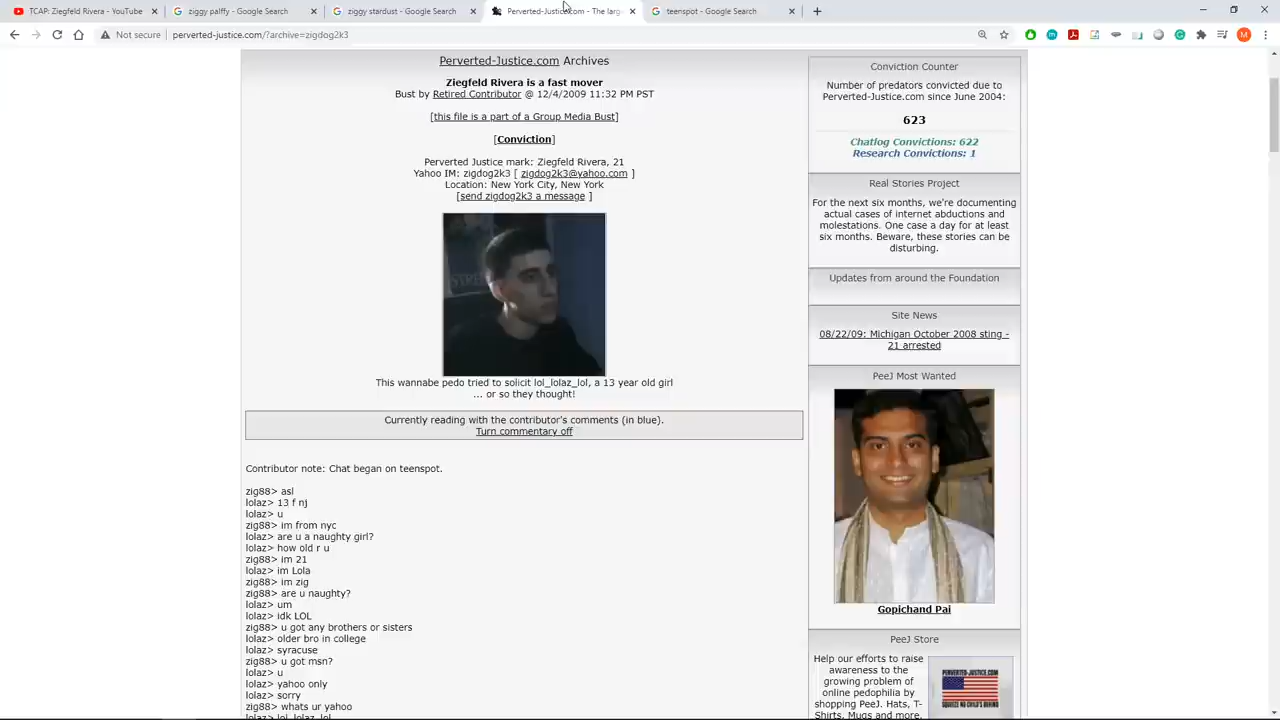 TCAP: Ziegfeld Rivera - YouTube
ziggy palffy - Google Search
ziggy stardust - Google Search
Perverted-Justice.com - The larg
teenspot - Google Search
Not secure
perverted-justice.com/?archive=zigdog2k3
M
Perverted-Justice.com Archives
Ziegfeld Rivera is a fast mover
Bust by Retired Contributor @ 12/4/2009 11:32 PM PST
[this file is a part of a Group Media Bust]
[Conviction]
Perverted Justice mark: Ziegfeld Rivera, 21
Yahoo IM: zigdog2k3 [ zigdog2k3@yahoo.com ]
Location: New York City, New York
[send zigdog2k3 a message ]
This wannabe pedo tried to solicit lol_lolaz_lol, a 13 year old girl
... or so they thought!
Currently reading with the contributor's comments (in blue).
Turn commentary off
Contributor note: Chat began on teenspot.
zig88> asl
lolaz> 13 f nj
lolaz> u
zig88> im from nyc
lolaz> are u a naughty girl?
lolaz> how old r u
zig88> im 21
lolaz> im Lola
zig88> im zig
zig88> are u naughty?
lolaz> um
lolaz> idk LOL
zig88> u got any brothers or sisters
lolaz> older bro in college
lolaz> syracuse
zig88> u got msn?
lolaz> ur
lolaz> yahoo only
lolaz> sorry
zig88> whats ur yahoo
lolaz> lol_lolaz_lol
Conviction Counter
Number of predators convicted due to
Perverted-Justice.com since June 2004:
623
Chatlog Convictions: 622
Research Convictions: 1
Real Stories Project
For the next six months, we're documenting
actual cases of internet abductions and
molestations. One case a day for at least
six months. Beware, these stories can be
disturbing.
Updates from around the Foundation
Site News
08/22/09: Michigan October 2008 sting -
21 arrested
PeeJ Most Wanted
Gopichand Pai
PeeJ Store
Help our efforts to raise
awareness to the
growing problem of
online pedophilia by
shopping PeeJ. Hats, T-
Shirts, Mugs and more.
PERVERTED-JUSTICE.COM